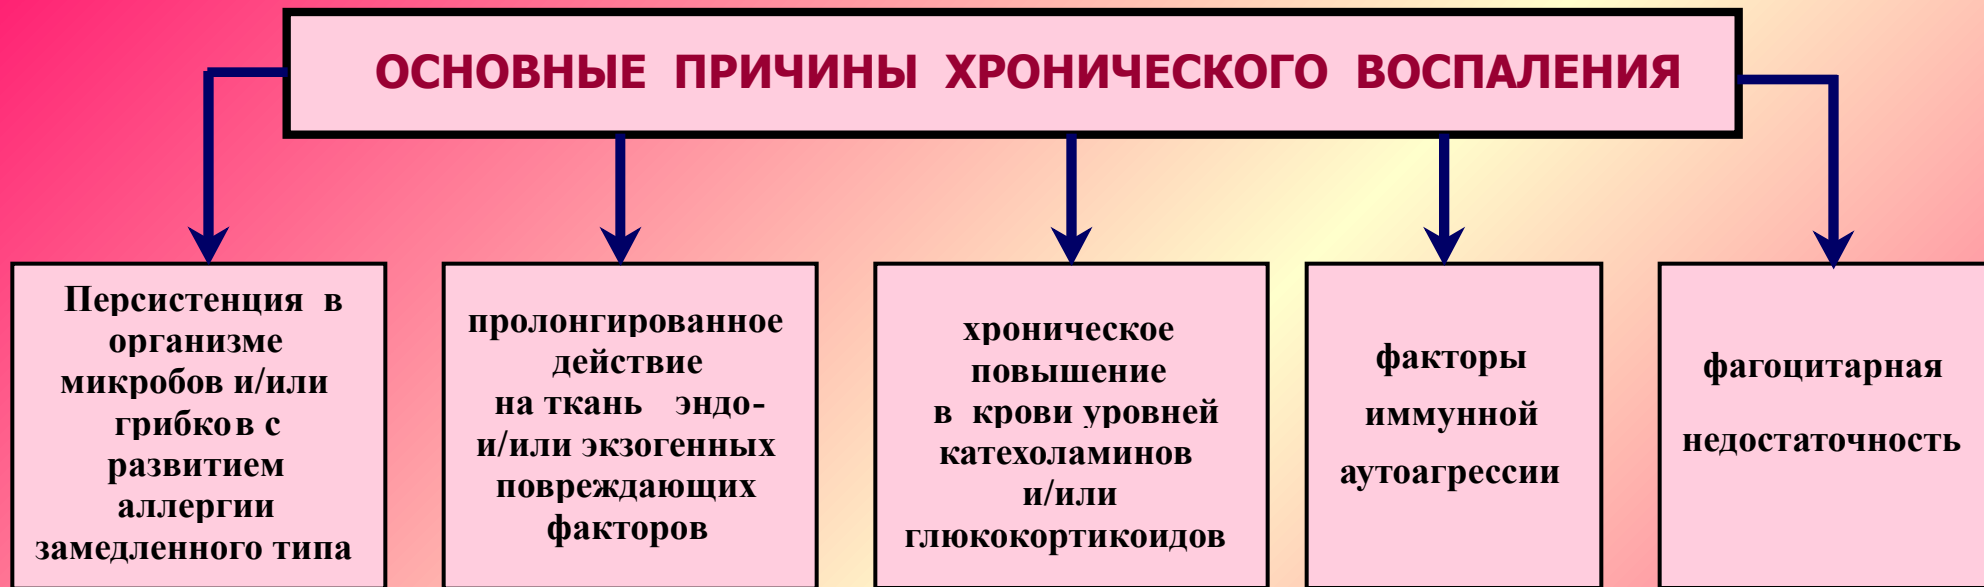 ОСНОВНЫЕ ПРИЧИНЫ ХРОНИЧЕСКОГО ВОСПАЛЕНИЯ
Персистенция в
организме
микробов и/или
грибков с
развитием
аллергии
замедленного типа
пролонгированное
действие
на ткань эндо-
и/или экзогенных
повреждающих
факторов
хроническое
повышение
в крови уровней
катехоламинов
и/или
глюкокортикоидов
факторы
иммунной
аутоагрессии
фагоцитарная
недостаточность